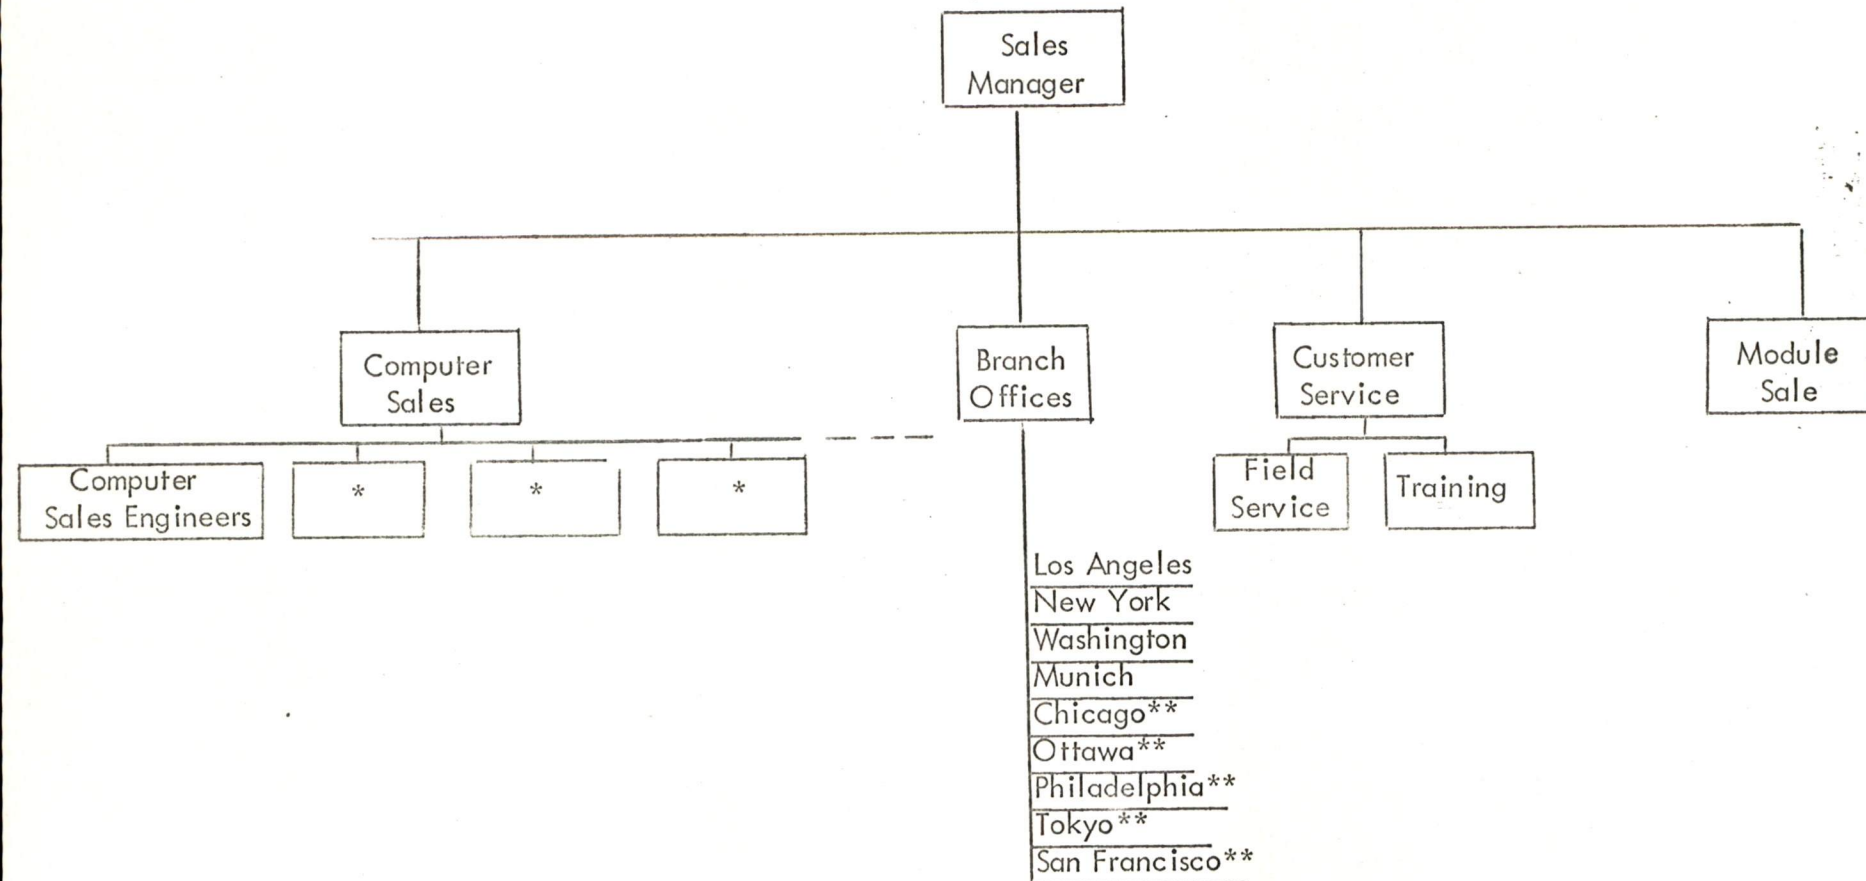 Sales
Manager
Computer
Sales
Branch
Offices
Customer
Service
Module
Sale
Computer
Sales Engineers
*
*
*
Field
Service
Training
Los Angeles
New York
Washington
Munich
Chicago**
Ottawa**
Philadelphia**
Tokyo**
San Francisco**